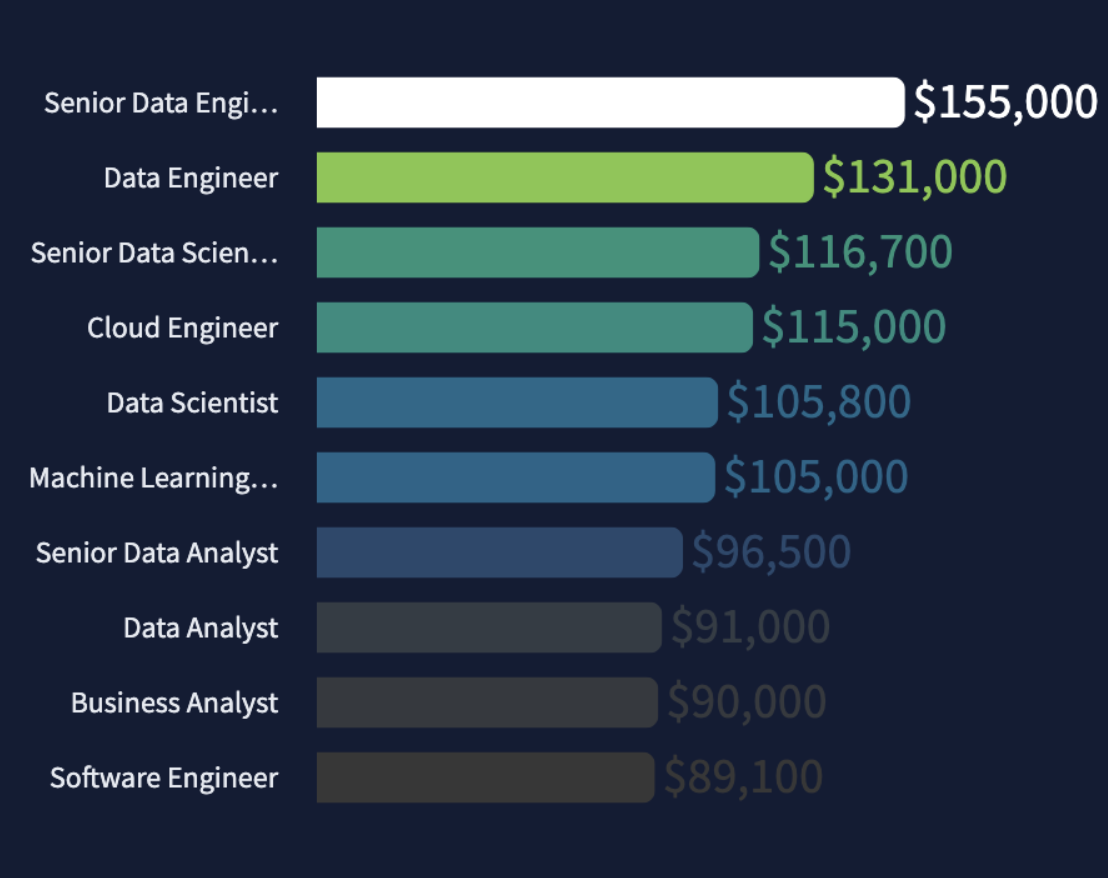 Senior Data Engi… $155,000
Data Engineer $131,000
Senior Data Scien… $116,700
Cloud Engineer $115,000
Data Scientist $105,800
Machine Learning… $105,000
Senior Data Analyst $96,500
Data Analyst $91,000
Business Analyst $90,000
Software Engineer $89,100